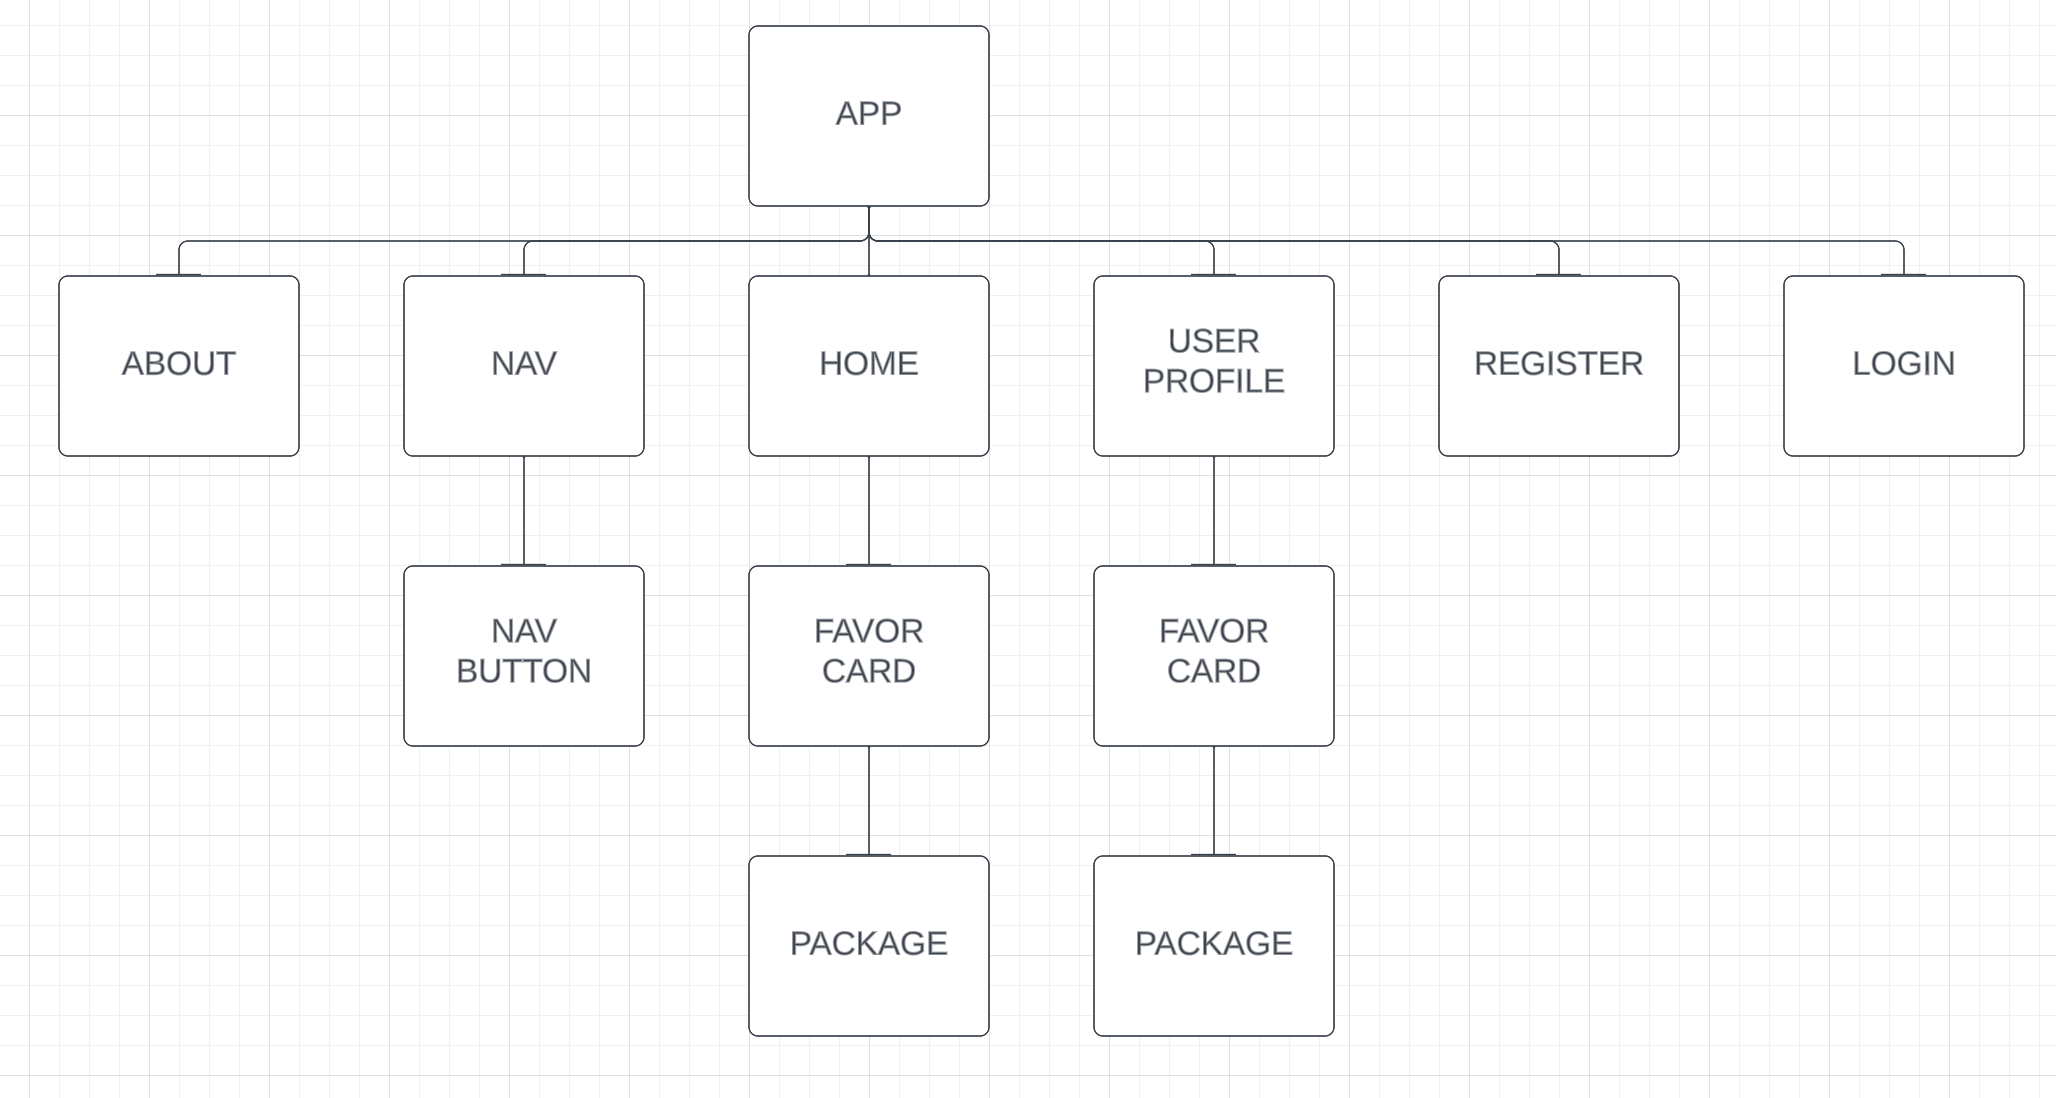 APP
ABOUT
NAV
HOME
USER
PROFILE
REGISTER
LOGIN
NAV
BUTTON
FAVOR
CARD
FAVOR
CARD
PACKAGE
PACKAGE